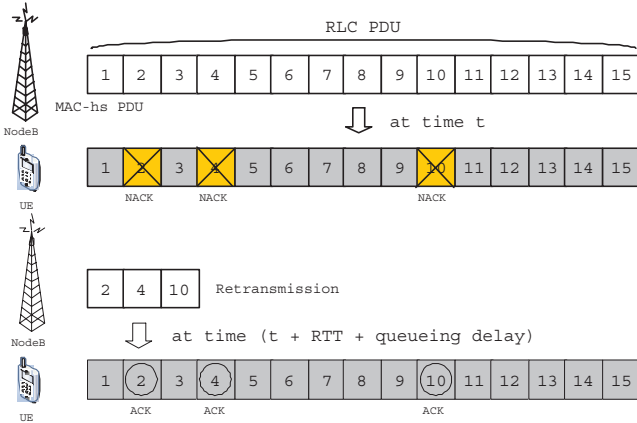 RLC PDU
1 2 3 4 5 6 7 8 9 10 11 12 13 14 15
MAC-hs PDU
NodeB
at time t
1 2 3 4 5 6 7 8 9 10 11 12 13 14 15
NACK NACK NACK
UE
2 4 10 Retransmission
NodeB
at time (t + RTT + queueing delay)
1 2 3 4 5 6 7 8 9 10 11 12 13 14 15
ACK ACK ACK
UE